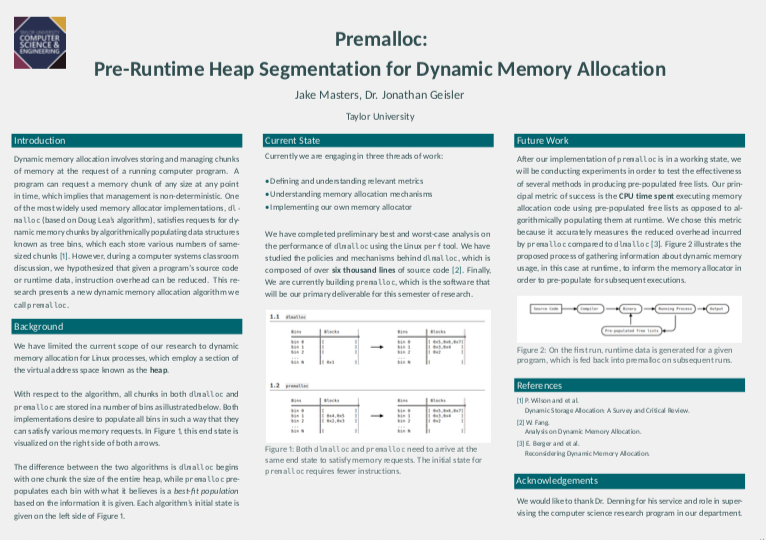 TAYLOR UNIVERSITY
COMPUTER
SCIENCE &
ENGINEERING
Premalloc:
Pre-Runtime Heap Segmentation for Dynamic Memory Allocation
Jake Masters, Dr. Jonathan Geisler
Taylor University
Introduction
Dynamic memory allocation involves storing and managing chunks
of memory at the request of a running computer program. A
program can request a memory chunk of any size at any point
in time, which implies that management is non-deterministic. One
of the most widely used memory allocator implementations, dl-
malloc (based on Doug Lea's algorithm), satisfies requests for dy-
namic memory chunks by algorithmically populating data structures
known as tree bins, which each store various numbers of same-
sized chunks [1]. However, during a computer systems classroom
discussion, we hypothesized that given a program's source code
or runtime data, instruction overhead can be reduced. This re-
search presents a new dynamic memory allocation algorithm we
call premalloc.
Background
We have limited the current scope of our research to dynamic
memory allocation for Linux processes, which employ a section of
the virtual address space known as the heap.
With respect to the algorithm, all chunks in both dlmalloc and
premalloc are stored in a number of bins as illustrated below. Both
implementations desire to populate all bins in such a way that they
can satisfy various memory requests. In Figure 1, this end state is
visualized on the right side of both arrows.
The difference between the two algorithms is dlmalloc begins
with one chunk the size of the entire heap, while premalloc pre-
populates each bin with what it believes is a best-fit population
based on the information it is given. Each algorithm's initial state is
given on the left side of Figure 1.
Current State
Currently we are engaging in three threads of work:
•Defining and understanding relevant metrics
•Understanding memory allocation mechanisms
•Implementing our own memory allocator
We have completed preliminary best and worst-case analysis on
the performance of dlmalloc using the Linux perf tool. We have
studied the policies and mechanisms behind dlmalloc, which is
composed of over six thousand lines of source code [2]. Finally,
We are currently building premalloc, which is the software that
will be our primary deliverable for this semester of research.
1.1 dlmalloc
Bins Blocks Bins Blocks
bin 0 [ ] bin 0
bin 1 [ ] bin 1
bin 2 [ ] bin 2 [ 0x2 ]
... ...
bin N [ 0x1 ] bin N [ ]
1.2 premalloc
Bins Blocks Bins Blocks
bin 0 [ ] bin 0
bin 1 bin 1
bin 2 bin 2 [ 0x2 ]
... ...
bin N [ ] bin N [ ]
Figure 1: Both dlmalloc and premalloc need to arrive at the
same end state to satisfy memory requests. The initial state for
premalloc requires fewer instructions.
Future Work
After our implementation of premalloc is in a working state, we
will be conducting experiments in order to test the effectiveness
of several methods in producing pre-populated free lists. Our prin-
cipal metric of success is the CPU time spent executing memory
allocation code using pre-populated free lists as opposed to al-
gorithmically populating them at runtime. We chose this metric
because it accurately measures the reduced overhead incurred
by premalloc compared to dlmalloc [3]. Figure 2 illustrates the
proposed process of gathering information about dynamic memory
usage, in this case at runtime, to inform the memory allocator in
order to pre-populate for subsequent executions.
Source Code Compiler Binary Running Process Output
Pre-populated free lists
Figure 2: On the first run, runtime data is generated for a given
program, which is fed back into premalloc on subsequent runs.
References
[1] P. Wilson and et al.
Dynamic Storage Allocation: A Survey and Critical Review.
[2] W. Fang.
Analysis on Dynamic Memory Allocation.
[3] E. Berger and et al.
Reconsidering Dynamic Memory Allocation.
Acknowledgements
We would like to thank Dr. Denning for his service and role in super-
vising the computer science research program in our department.